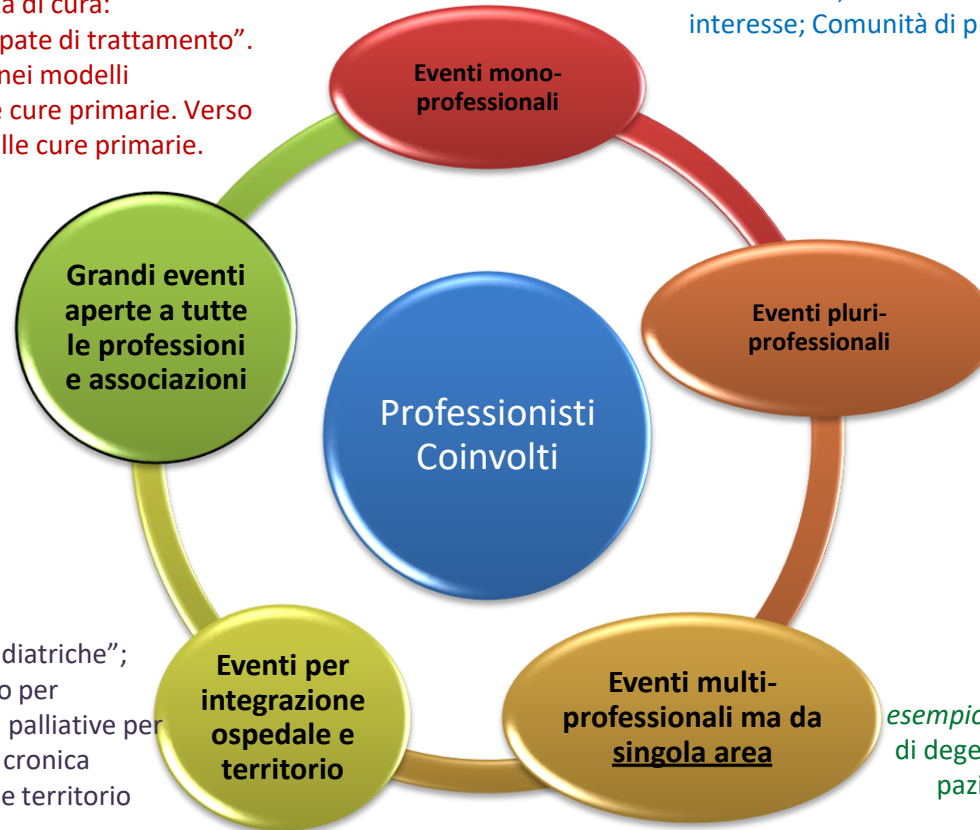 di cura:
pate di trattamento”.
nei modelli
cure primarie. Verso
lle cure primarie.
interesse; Comunità di p
Eventi mono-
professionali
Eventi pluri-
professionali
Grandi eventi
aperte a tutte
le professioni
e associazioni
Professionisti
Coinvolti
diatriche”;
o per
palliative per
cronica
e territorio
Eventi per
integrazione
ospedale e
territorio
Eventi multi-
professionali ma da
singola area
esempio
di dege
pazi